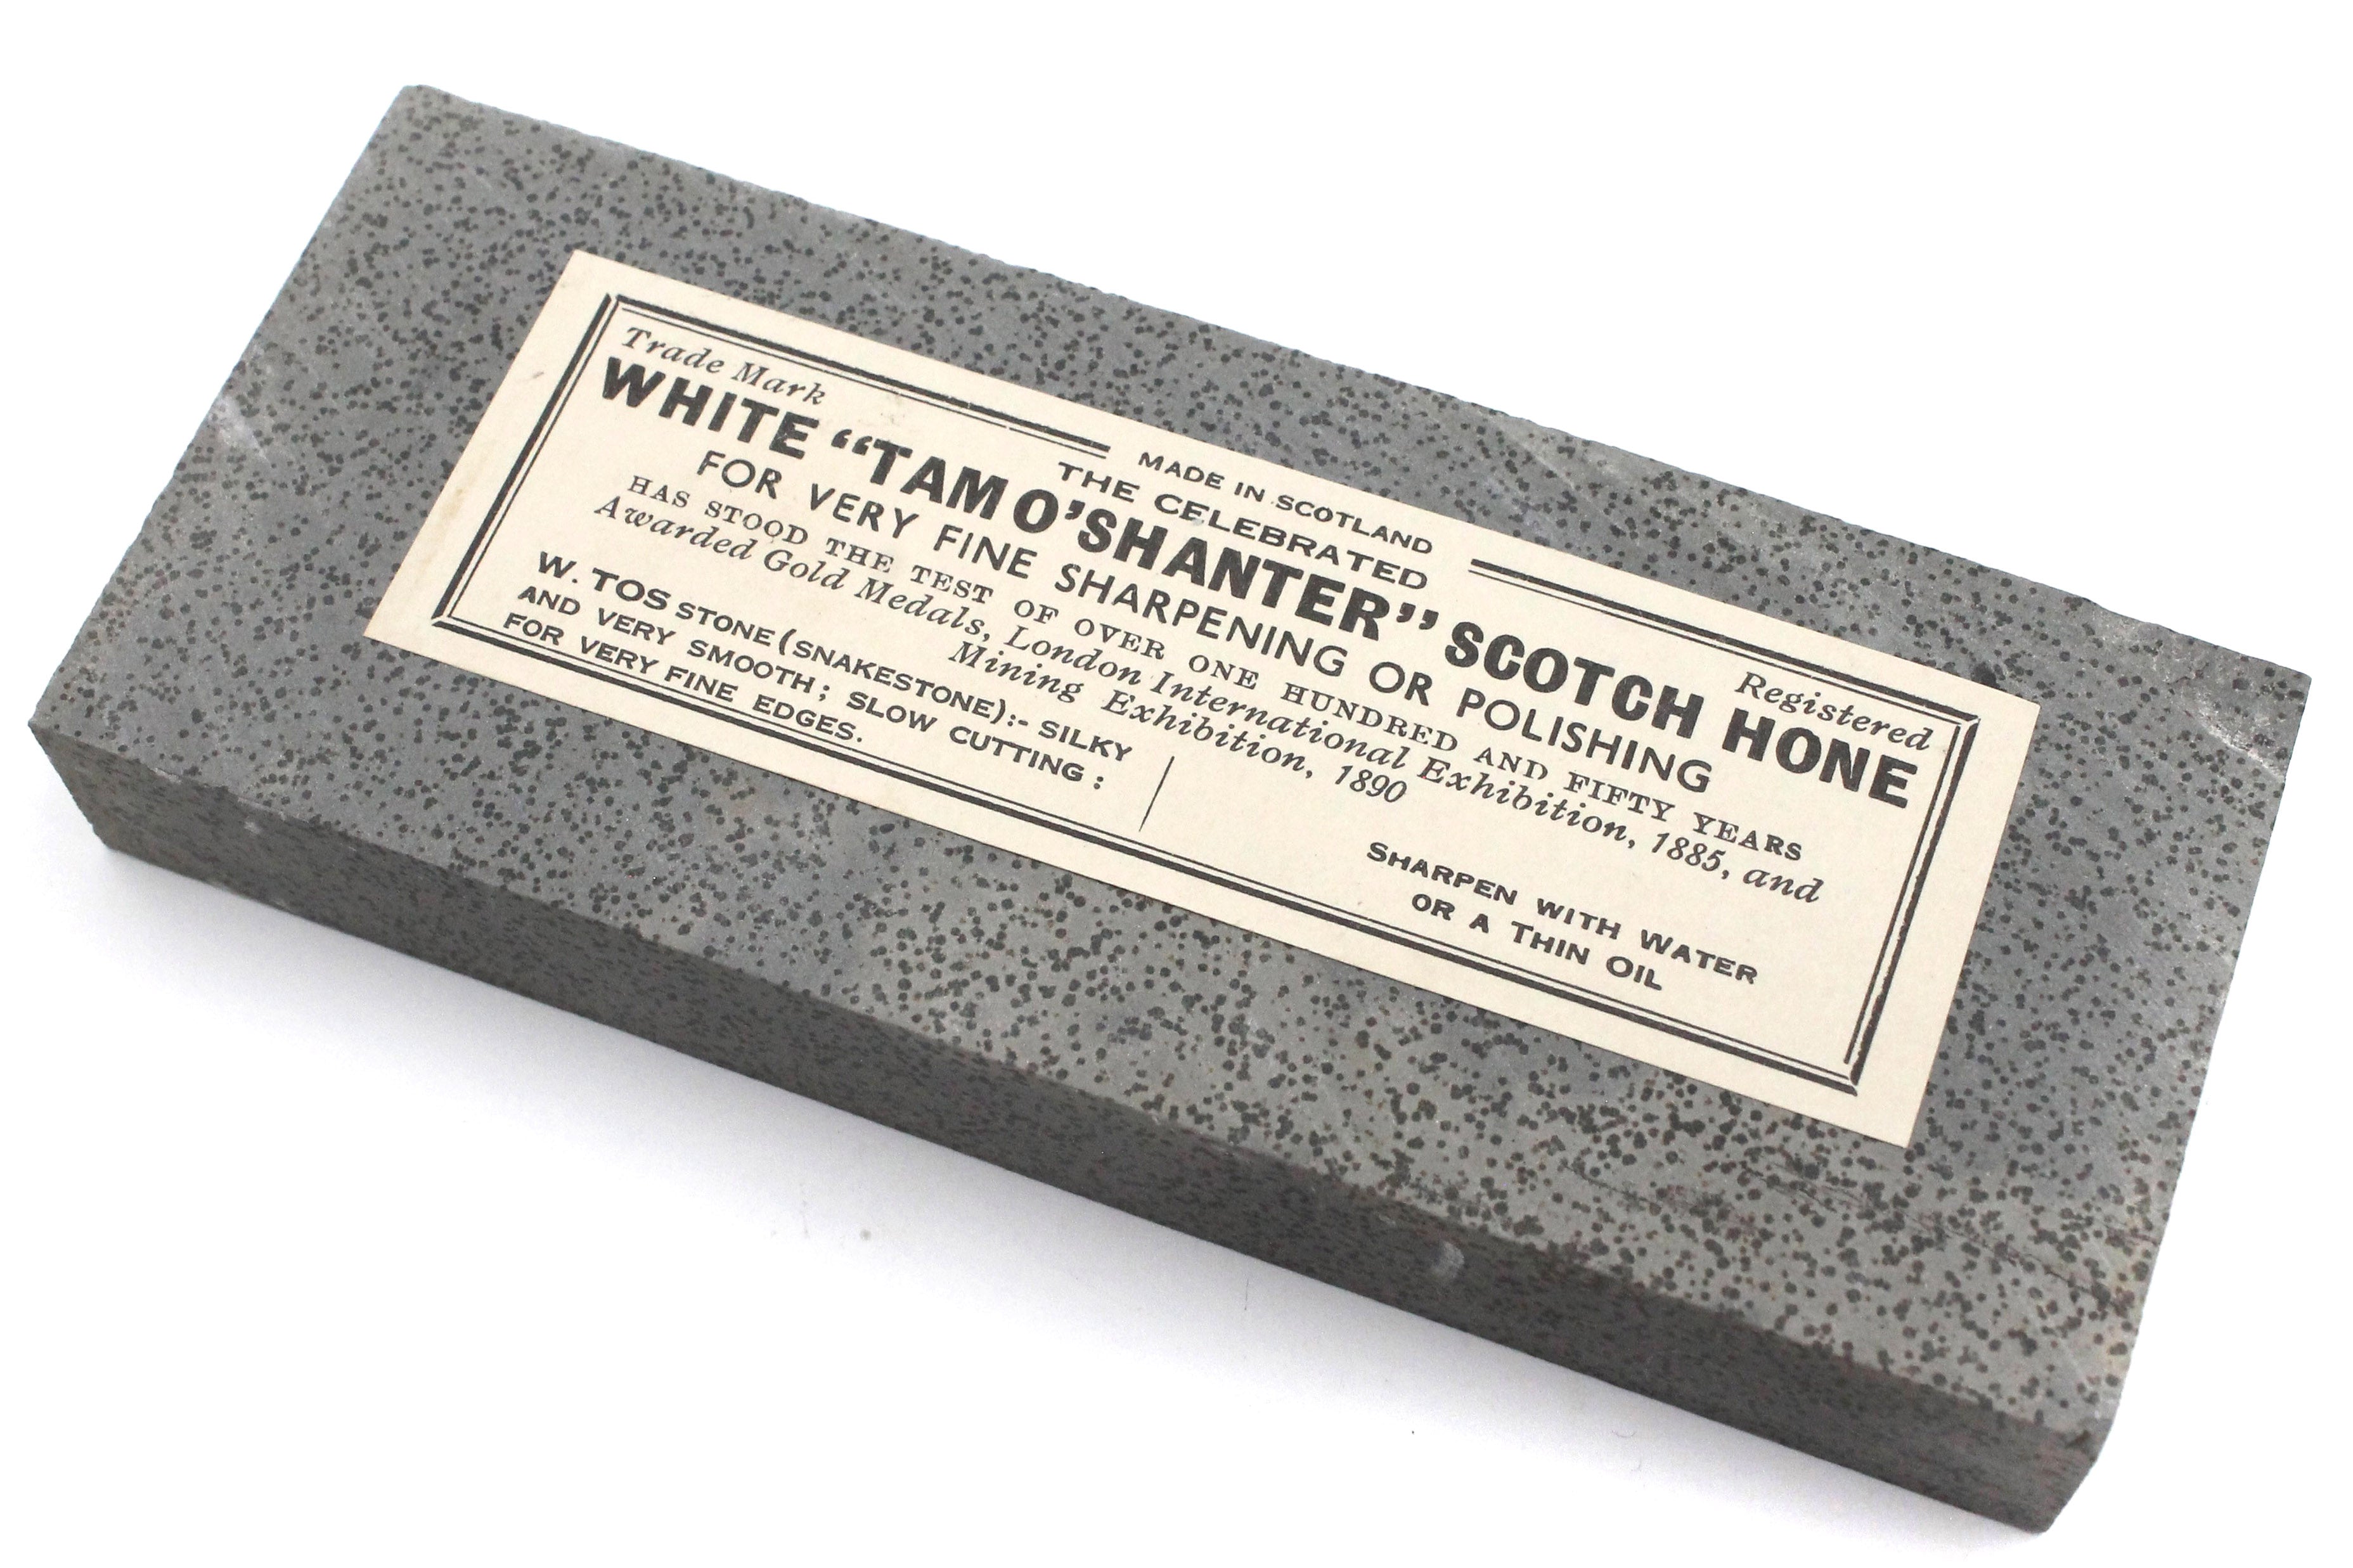 MADE IN SCOTLAND
Trade Mark THE CELEBRATED Registered
WHITE “TAM O’SHANTER” SCOTCH HONE
FOR VERY FINE SHARPENING OR POLISHING
HAS STOOD THE TEST OF OVER ONE HUNDRED AND FIFTY YEARS
Awarded Gold Medals, London International Exhibition, 1885, and
Mining Exhibition, 1890
W. TOS STONE (SNAKESTONE):- SILKY
AND VERY SMOOTH; SLOW CUTTING:
FOR VERY FINE EDGES.
SHARPEN WITH WATER
OR A THIN OIL